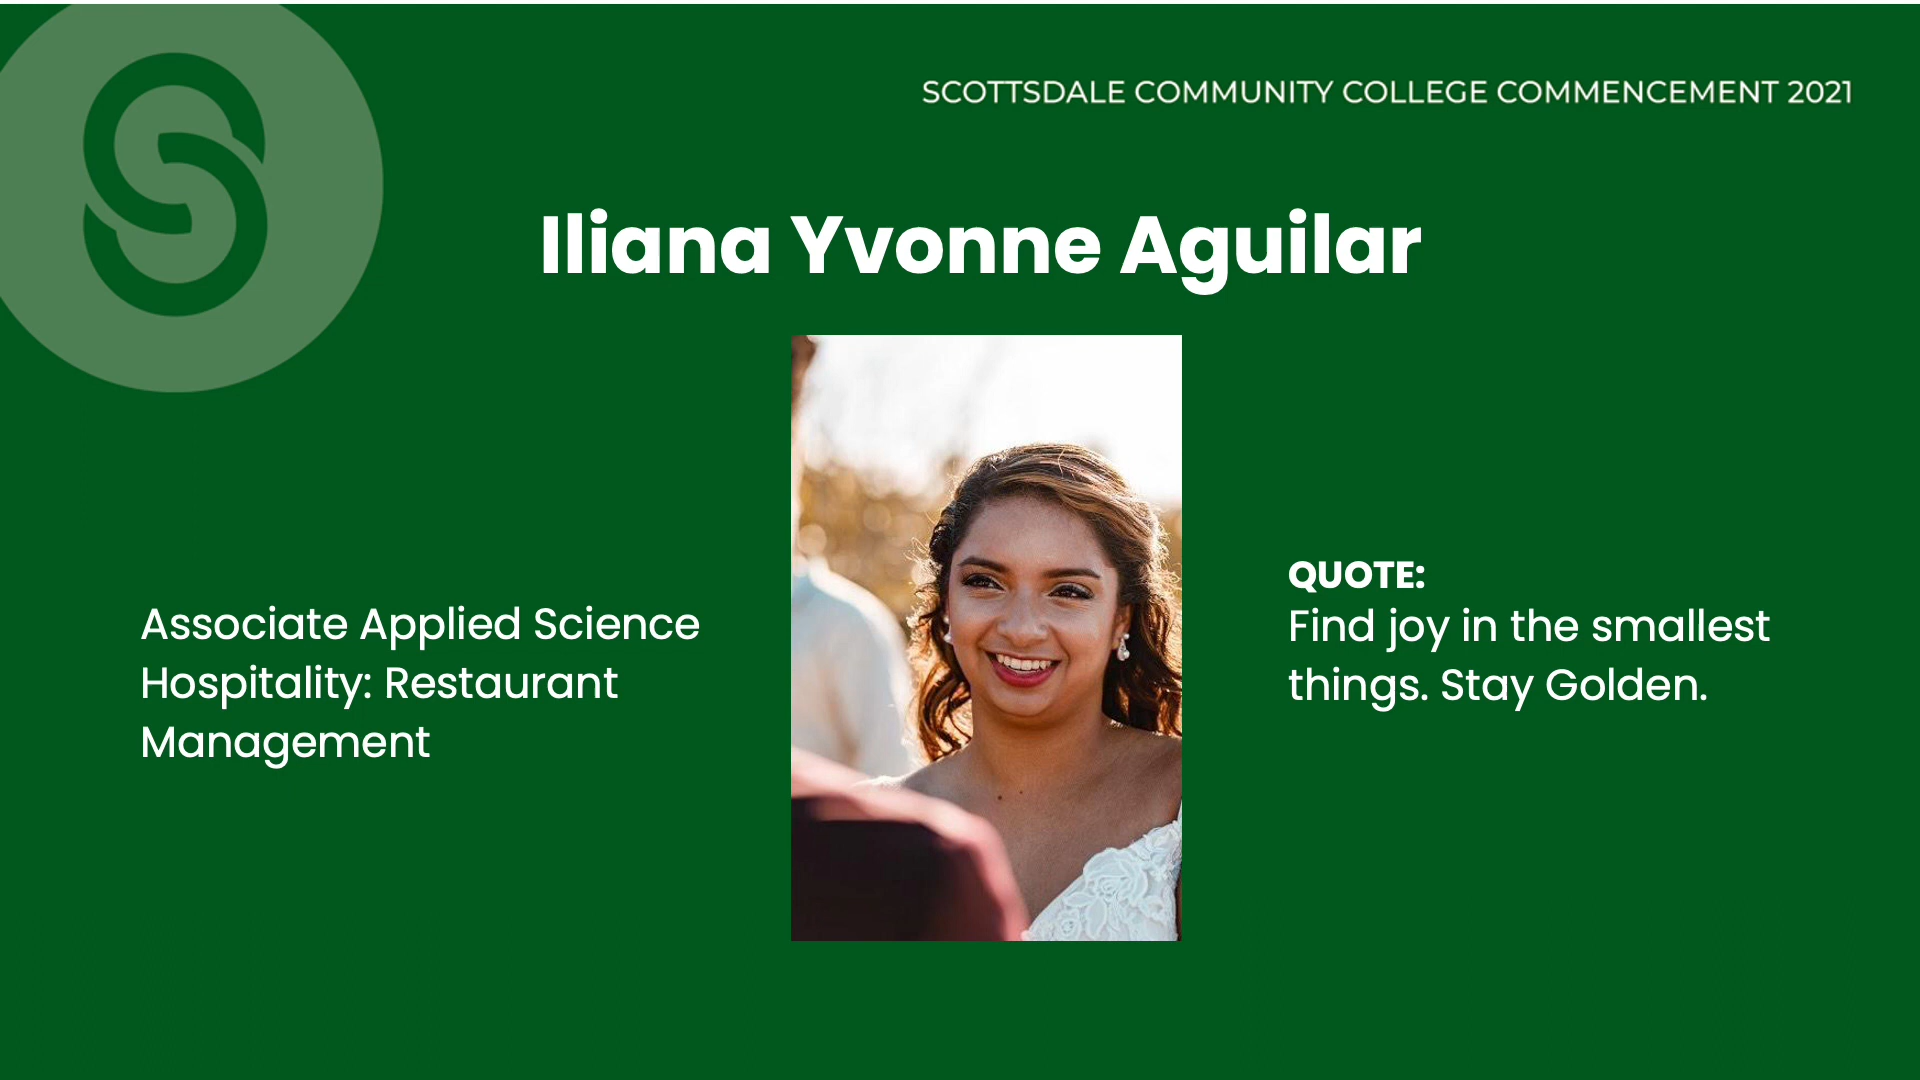 SCOTTSDALE COMMUNITY COLLEGE COMMENCEMENT 2021
Iliana Yvonne Aguilar
Associate Applied Science
Hospitality: Restaurant
Management
QUOTE:
Find joy in the smallest
things. Stay Golden.